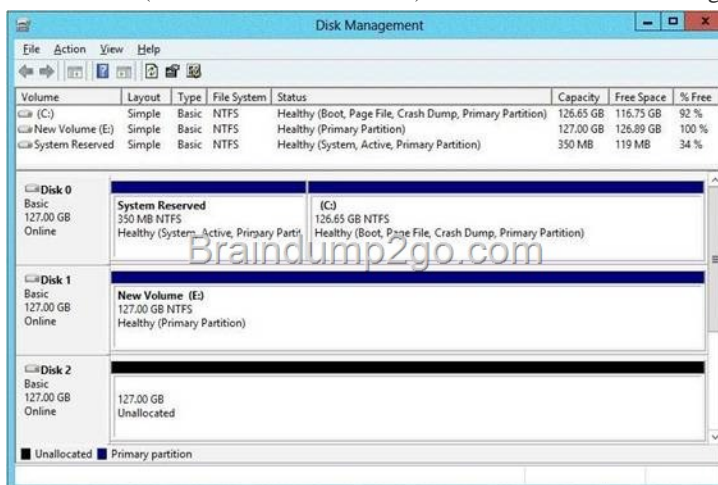 Disk Management
File Action View Help
Volume Layout Type File System Status Capacity Free Space % Free
(C:) Simple Basic NTFS Healthy (Boot, Page File, Crash Dump, Primary Partition) 126.65 GB 116.75 GB 92 %
New Volume (E:) Simple Basic NTFS Healthy (Primary Partition) 127.00 GB 126.89 GB 100 %
System Reserved Simple Basic NTFS Healthy (System, Active, Primary Partition) 350 MB 119 MB 34 %
Disk 0
Basic
127.00 GB
Online
System Reserved
350 MB NTFS
Healthy (System, Active, Primary Partit
(C:)
126.65 GB NTFS
Healthy (Boot, Page File, Crash Dump, Primary Partition)
Braindump2go.com
Disk 1
Basic
127.00 GB
Online
New Volume (E:)
127.00 GB NTFS
Healthy (Primary Partition)
Disk 2
Basic
127.00 GB
Online
127.00 GB
Unallocated
Unallocated Primary partition